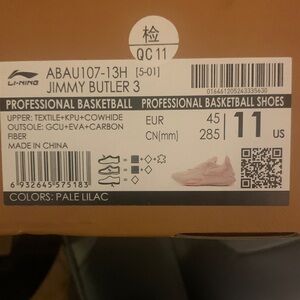 检
QC 11
LI-NING
ABAU107-13H [5-01]
JIMMY BUTLER 3
016461205243335630
PROFESSIONAL BASKETBALL PROFESSIONAL BASKETBALL SHOES
UPPER: TEXTILE+KPU+COWHIDE
OUTSOLE: GCU+EVA+CARBON
FIBER
MADE IN CHINA
EUR 45
CN(mm) 285
11 US
6 932645 575183
COLORS: PALE LILAC